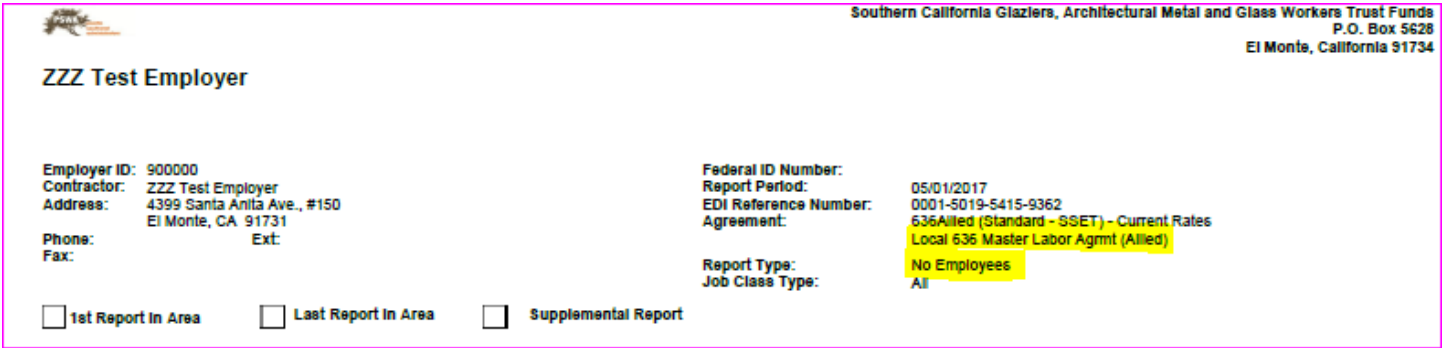 PSWA
Southern California Glaziers, Architectural Metal and Glass Workers Trust Funds
P.O. Box 5628
El Monte, California 91734
ZZZ Test Employer
Employer ID: 900000
Contractor: ZZZ Test Employer
Address: 4399 Santa Anita Ave., #150
El Monte, CA 91731
Phone: Ext:
Fax:
Federal ID Number:
Report Period: 05/01/2017
EDI Reference Number: 0001-5019-5415-9362
Agreement: 636Allied (Standard - SSET) - Current Rates
Local 636 Master Labor Agrmt (Allied)
Report Type: No Employees
Job Class Type: All
1st Report In Area Last Report In Area Supplemental Report